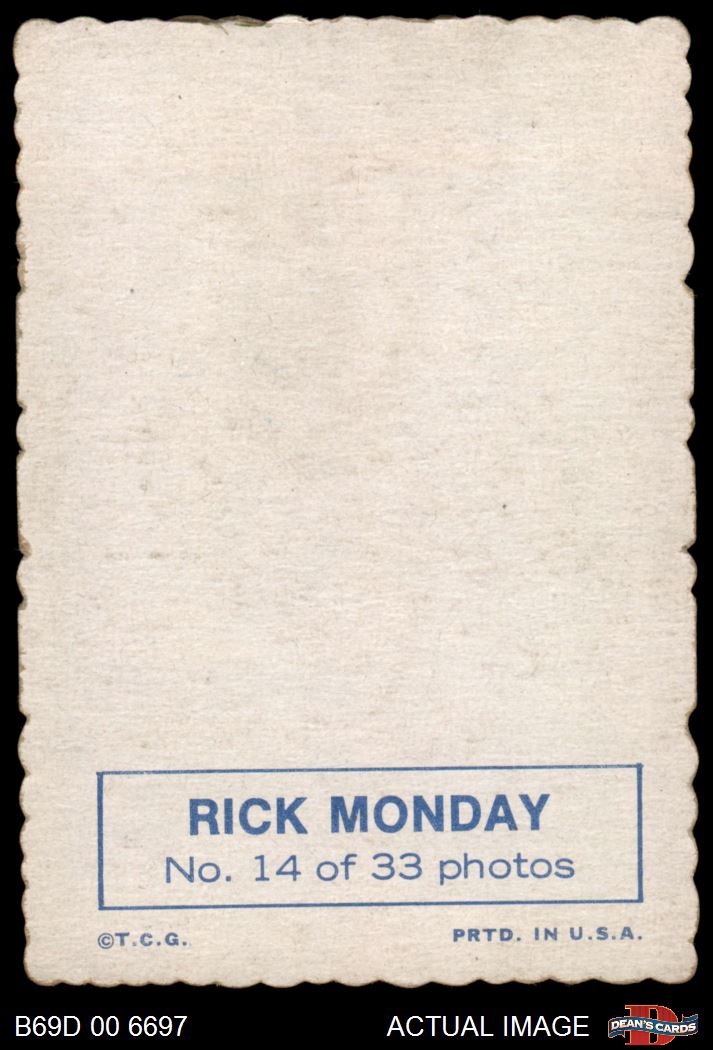 RICK MONDAY
No. 14 of 33 photos
©T.C.G. PRTD. IN U.S.A.
B69D 00 6697 ACTUAL IMAGE DEAN'S CARDS